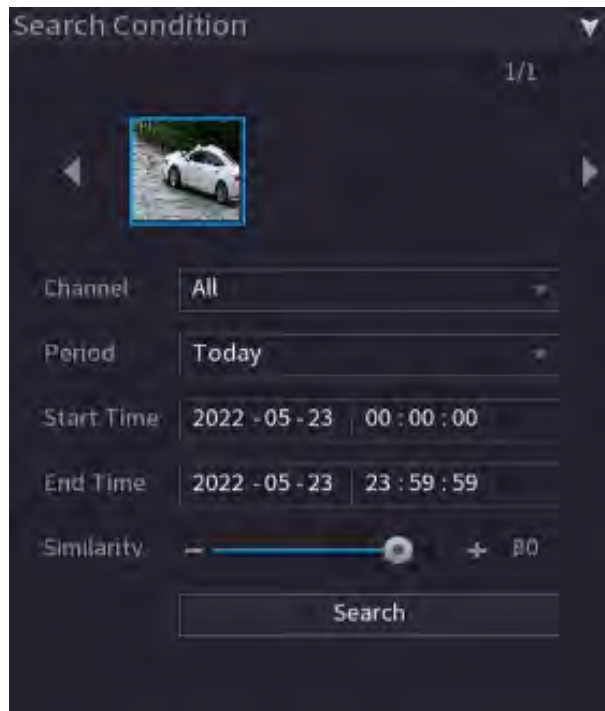 Search Condition
1/1
Channel All
Period Today
Start Time 2022 - 05 - 23 00 : 00 : 00
End Time 2022 - 05 - 23 23 : 59 : 59
Similarity − + 80
Search